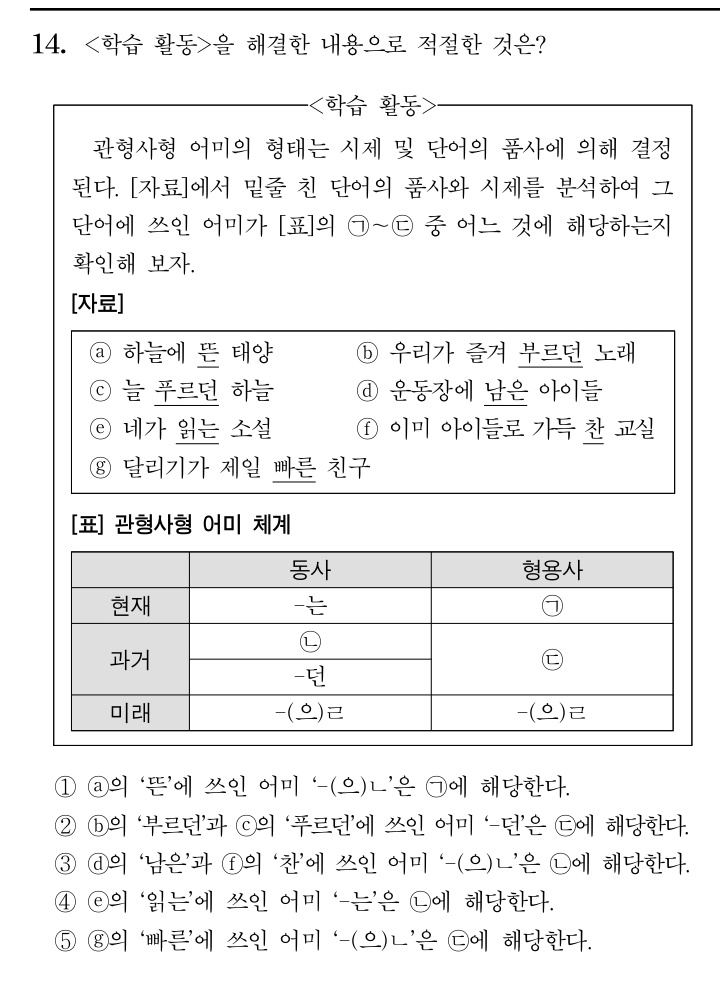 14. <학습 활동>을 해결한 내용으로 적절한 것은?
<학습 활동>
관형사형 어미의 형태는 시제 및 단어의 품사에 의해 결정
된다. [자료]에서 밑줄 친 단어의 품사와 시제를 분석하여 그
단어에 쓰인 어미가 [표]의 ㉠~㉢ 중 어느 것에 해당하는지
확인해 보자.
[자료]
ⓐ 하늘에 뜬 태양 ⓑ 우리가 즐겨 부르던 노래
ⓒ 늘 푸르던 하늘 ⓓ 운동장에 남은 아이들
ⓔ 네가 읽는 소설 ⓕ 이미 아이들로 가득 찬 교실
ⓖ 달리기가 제일 빠른 친구
[표] 관형사형 어미 체계
동사 형용사
현재 -는 ㉠
과거 ㉡ ㉢
-던
미래 -(으)ㄹ -(으)ㄹ
① ⓐ의 ‘뜬’에 쓰인 어미 ‘-(으)ㄴ’은 ㉠에 해당한다.
② ⓑ의 ‘부르던’과 ⓒ의 ‘푸르던’에 쓰인 어미 ‘-던’은 ㉢에 해당한다.
③ ⓓ의 ‘남은’과 ⓕ의 ‘찬’에 쓰인 어미 ‘-(으)ㄴ’은 ㉡에 해당한다.
④ ⓔ의 ‘읽는’에 쓰인 어미 ‘-는’은 ㉡에 해당한다.
⑤ ⓖ의 ‘빠른’에 쓰인 어미 ‘-(으)ㄴ’은 ㉢에 해당한다.